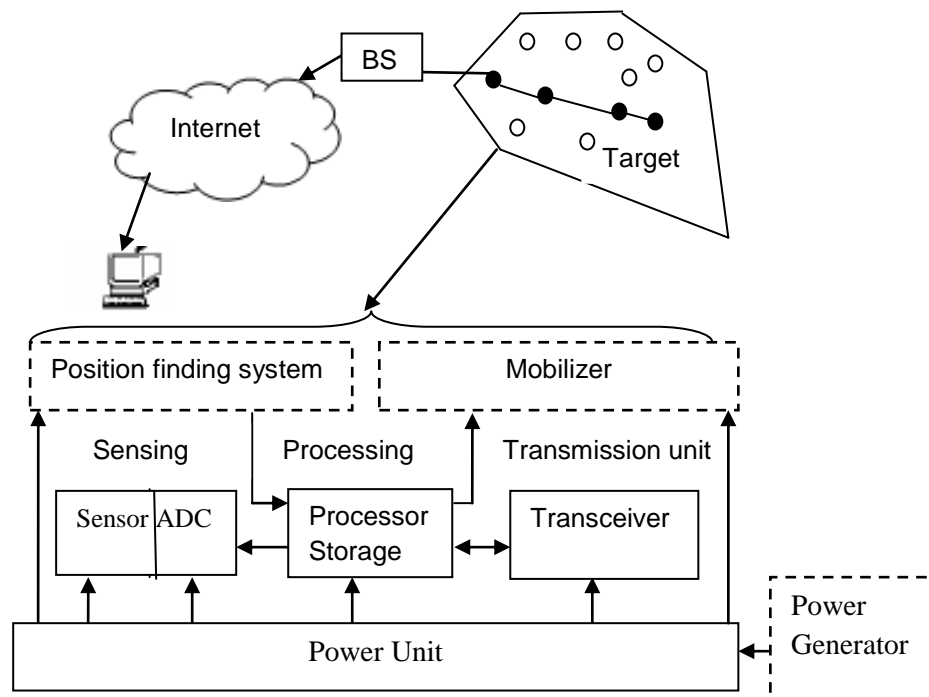 BS
Internet
Target
Position finding system
Mobilizer
Sensing
Processing
Transmission unit
Sensor ADC
Processor
Storage
Transceiver
Power Unit
Power
Generator